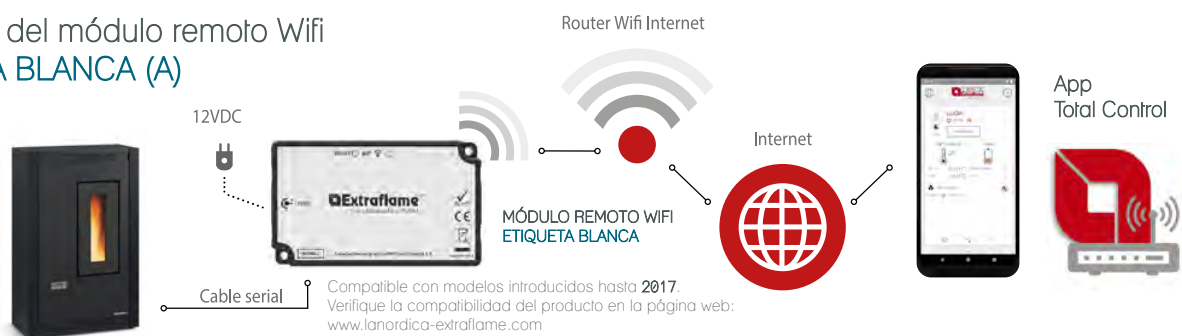 del módulo remoto Wifi
A BLANCA (A)
Router Wifi Internet
12VDC
Extraflame
MÓDULO REMOTO WIFI
ETIQUETA BLANCA
Internet
App
Total Control
Cable serial
Compatible con modelos introducidos hasta 2017.
Verifique la compatibilidad del producto en la página web:
www.lanordica-extraflame.com